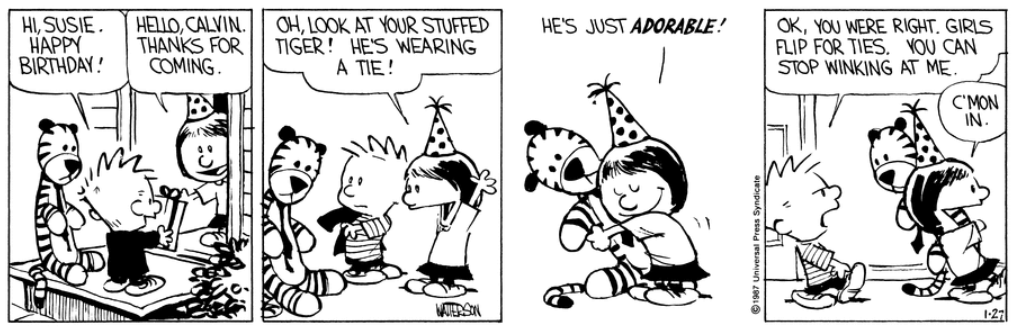 HI, SUSIE.
HAPPY
BIRTHDAY!
HELLO, CALVIN.
THANKS FOR
COMING.
OH, LOOK AT YOUR STUFFED
TIGER! HE'S WEARING
A TIE!
WATTERSON
HE'S JUST ADORABLE!
©1987 Universal Press Syndicate
OK, YOU WERE RIGHT. GIRLS
FLIP FOR TIES. YOU CAN
STOP WINKING AT ME.
C'MON
IN.
1-27